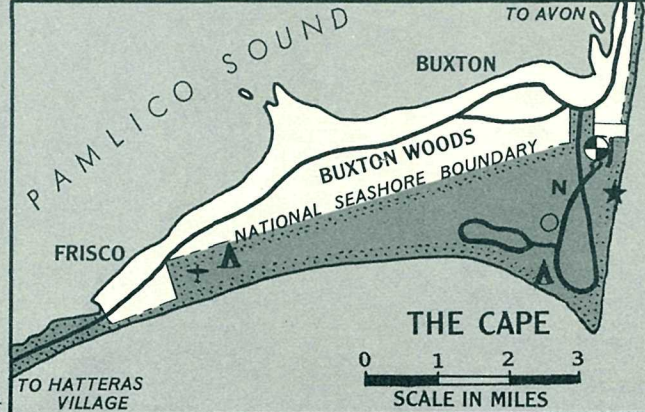 TO AVON
PAMLICO SOUND
BUXTON
BUXTON WOODS
NATIONAL SEASHORE BOUNDARY
N
FRISCO
THE CAPE
0 1 2 3
SCALE IN MILES
TO HATTERAS
VILLAGE